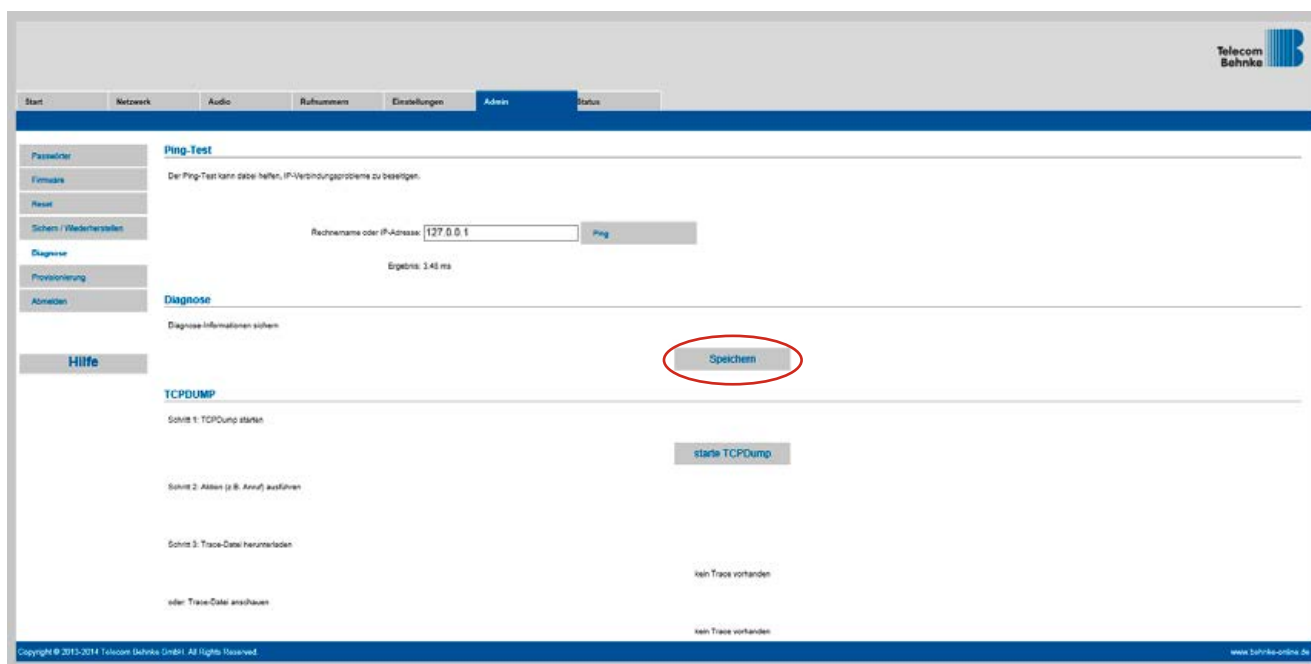 Telecom
Behnke
Start Netzwerk Audio Rufnummern Einstellungen Admin Status
Passwörter
Firmware
Reset
Sichern / Wiederherstellen
Diagnose
Provisionierung
Abmelden
Hilfe
Ping-Test
Der Ping-Test kann dabei helfen, IP-Verbindungsprobleme zu beseitigen.
Rechnername oder IP-Adresse: 127.0.0.1 Ping
Ergebnis: 3.48 ms
Diagnose
Diagnose-Informationen sichern
Speichern
TCPDUMP
Schritt 1: TCPDump starten
starte TCPDump
Schritt 2: Aktion (z.B. Anruf) ausführen
Schritt 3: Trace-Datei herunterladen
kein Trace vorhanden
oder: Trace-Datei anschauen
kein Trace vorhanden
Copyright © 2013-2014 Telecom Behnke GmbH. All Rights Reserved. www.behnke-online.de